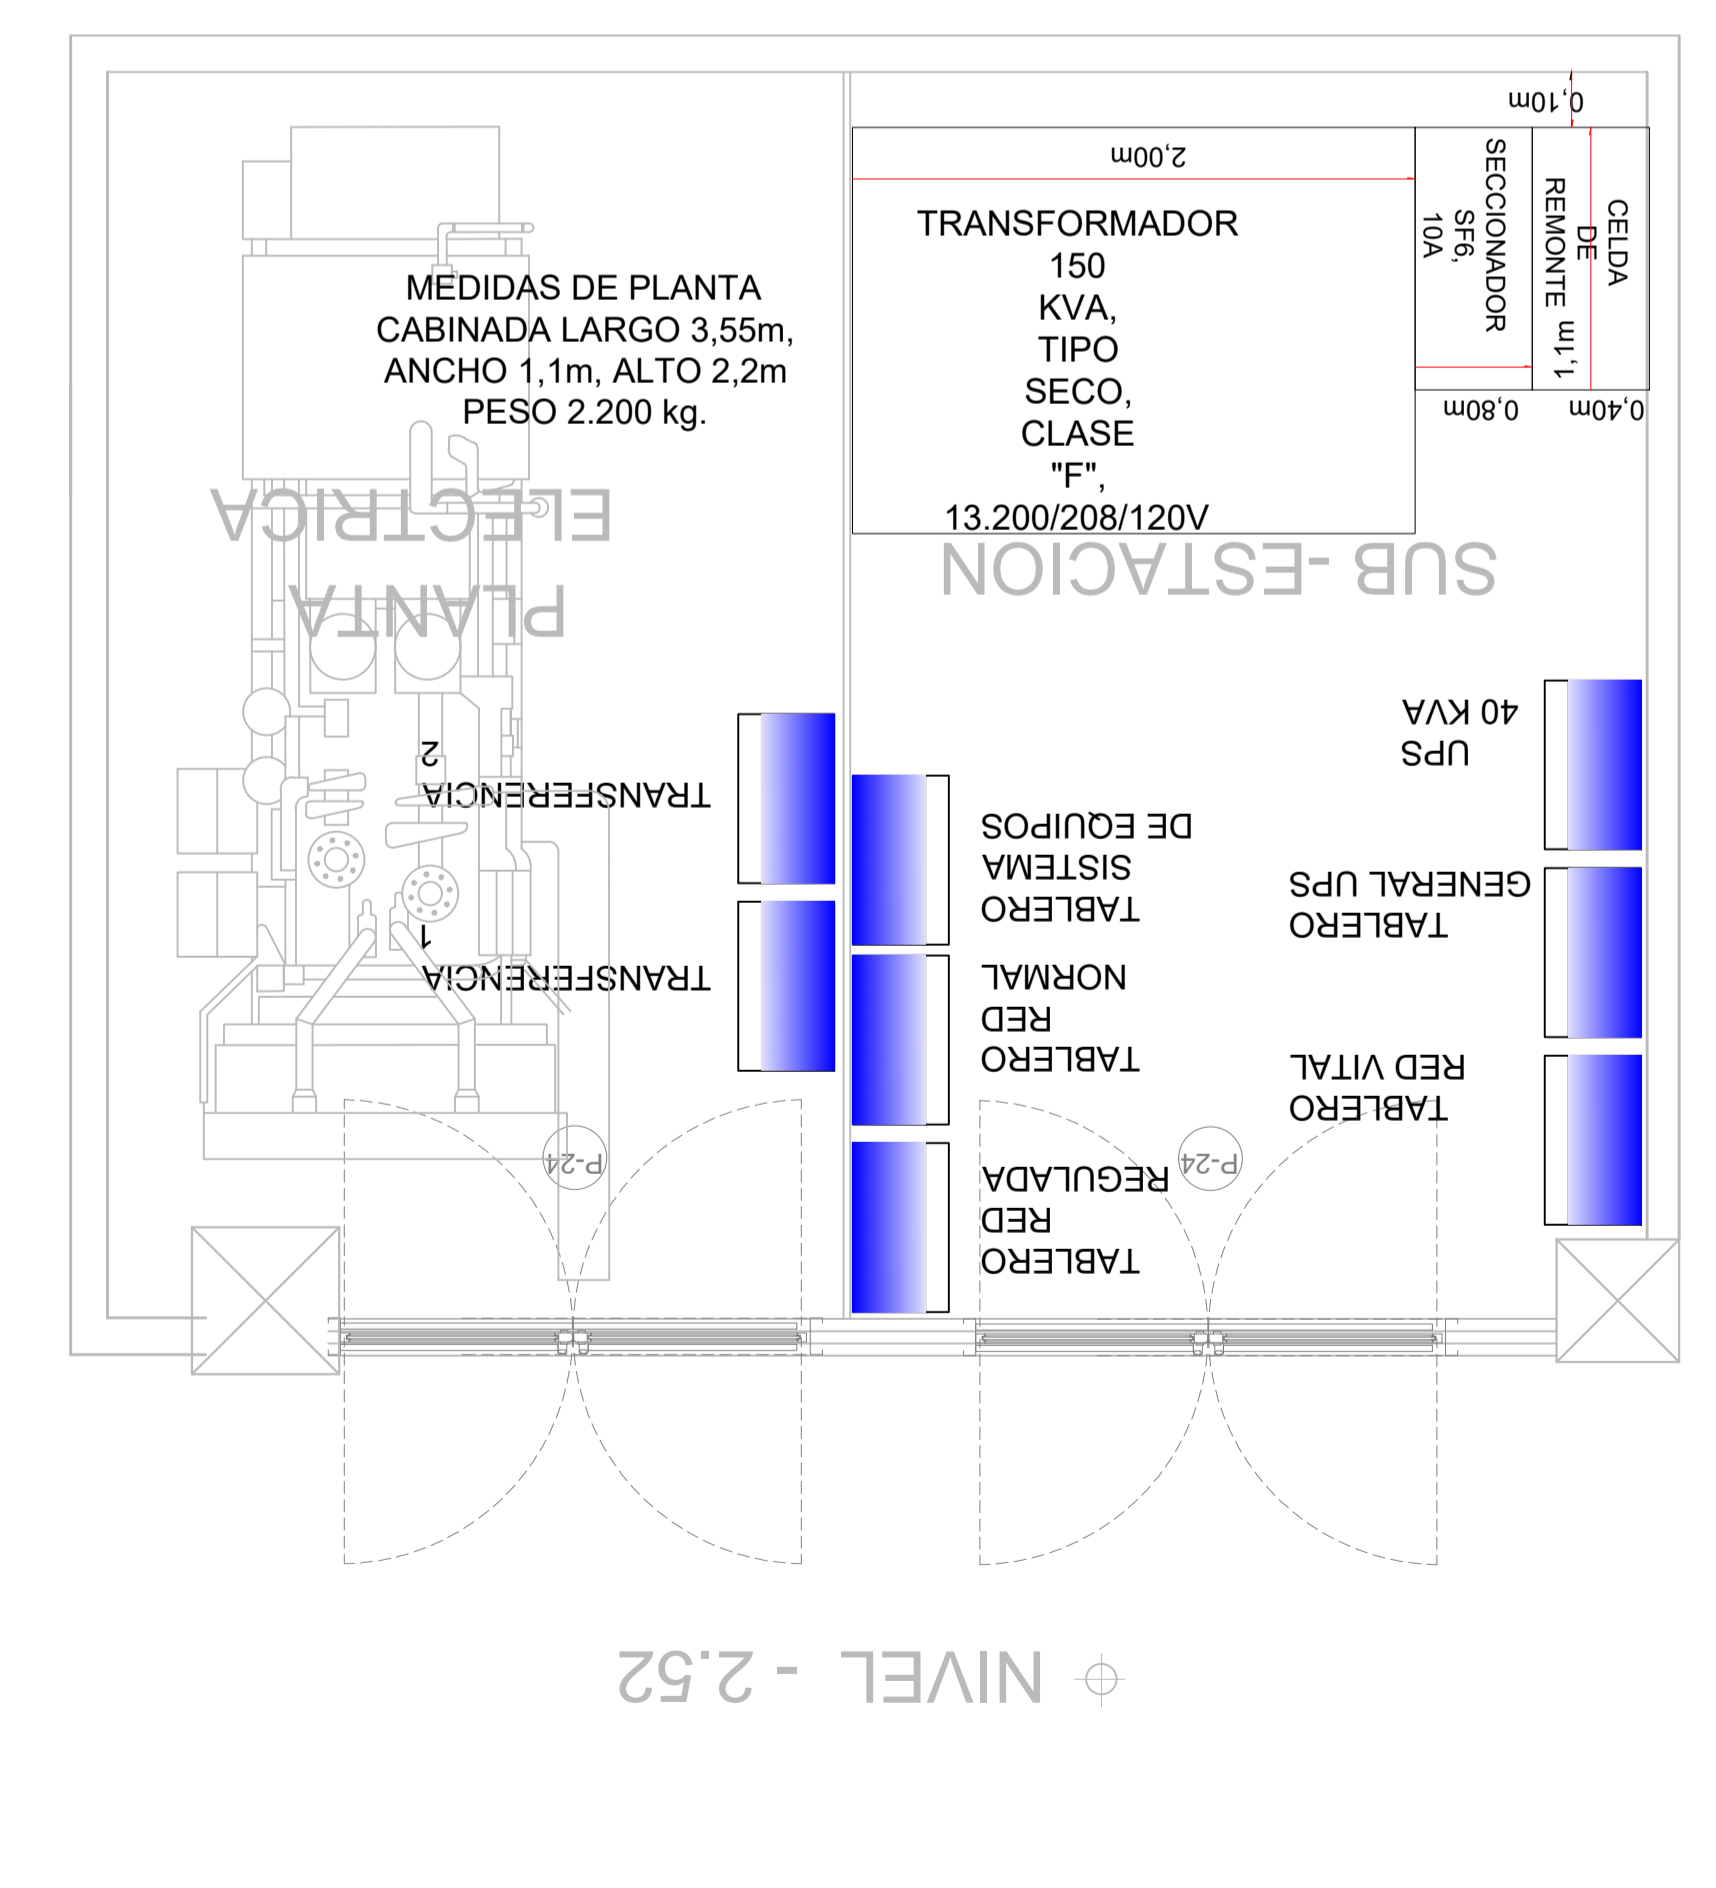 MEDIDAS DE PLANTA
CABINADA LARGO 3,55m,
ANCHO 1,1m, ALTO 2,2m
PESO 2.200 kg.
PLANTA
ELECTRICA
TRANSFERENCIA
2
TRANSFERENCIA
1
P-24
0,10m
2,00m
TRANSFORMADOR
150
KVA,
TIPO
SECO,
CLASE
"F",
13.200/208/120V
SECCIONADOR
SF6,
10A
CELDA
DE
REMONTE
1,1m
0,80m
0,40m
SUB -ESTACION
UPS
40 KVA
TABLERO
SISTEMA
DE EQUIPOS
TABLERO
GENERAL UPS
TABLERO
RED
NORMAL
TABLERO
RED VITAL
TABLERO
RED
REGULADA
P-24
NIVEL - 2.52